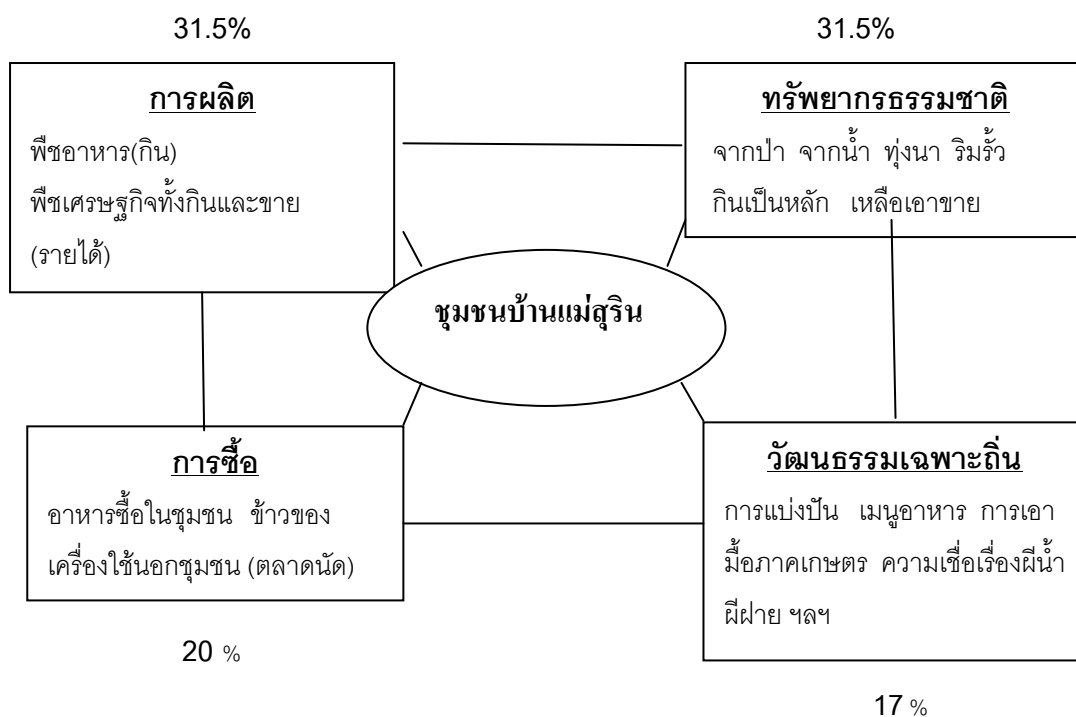 31.5%
การผลิต
พืชอาหาร(กิน)
พืชเศรษฐกิจทั้งกินและขาย
(รายได้)
31.5%
ทรัพยากรธรรมชาติ
จากป่า จากน้ำ ทุ่งนา ริมรั้ว
กินเป็นหลัก เหลือเอาขาย
ชุมชนบ้านแม่สุริน
การซื้อ
อาหารซื้อในชุมชน ข้าวของ
เครื่องใช้นอกชุมชน (ตลาดนัด)
20 %
วัฒนธรรมเฉพาะถิ่น
การแบ่งปัน เมนูอาหาร การเอา
มื้อภาคเกษตร ความเชื่อเรื่องผีน้ำ
ผีฝาย ฯลฯ
17 %